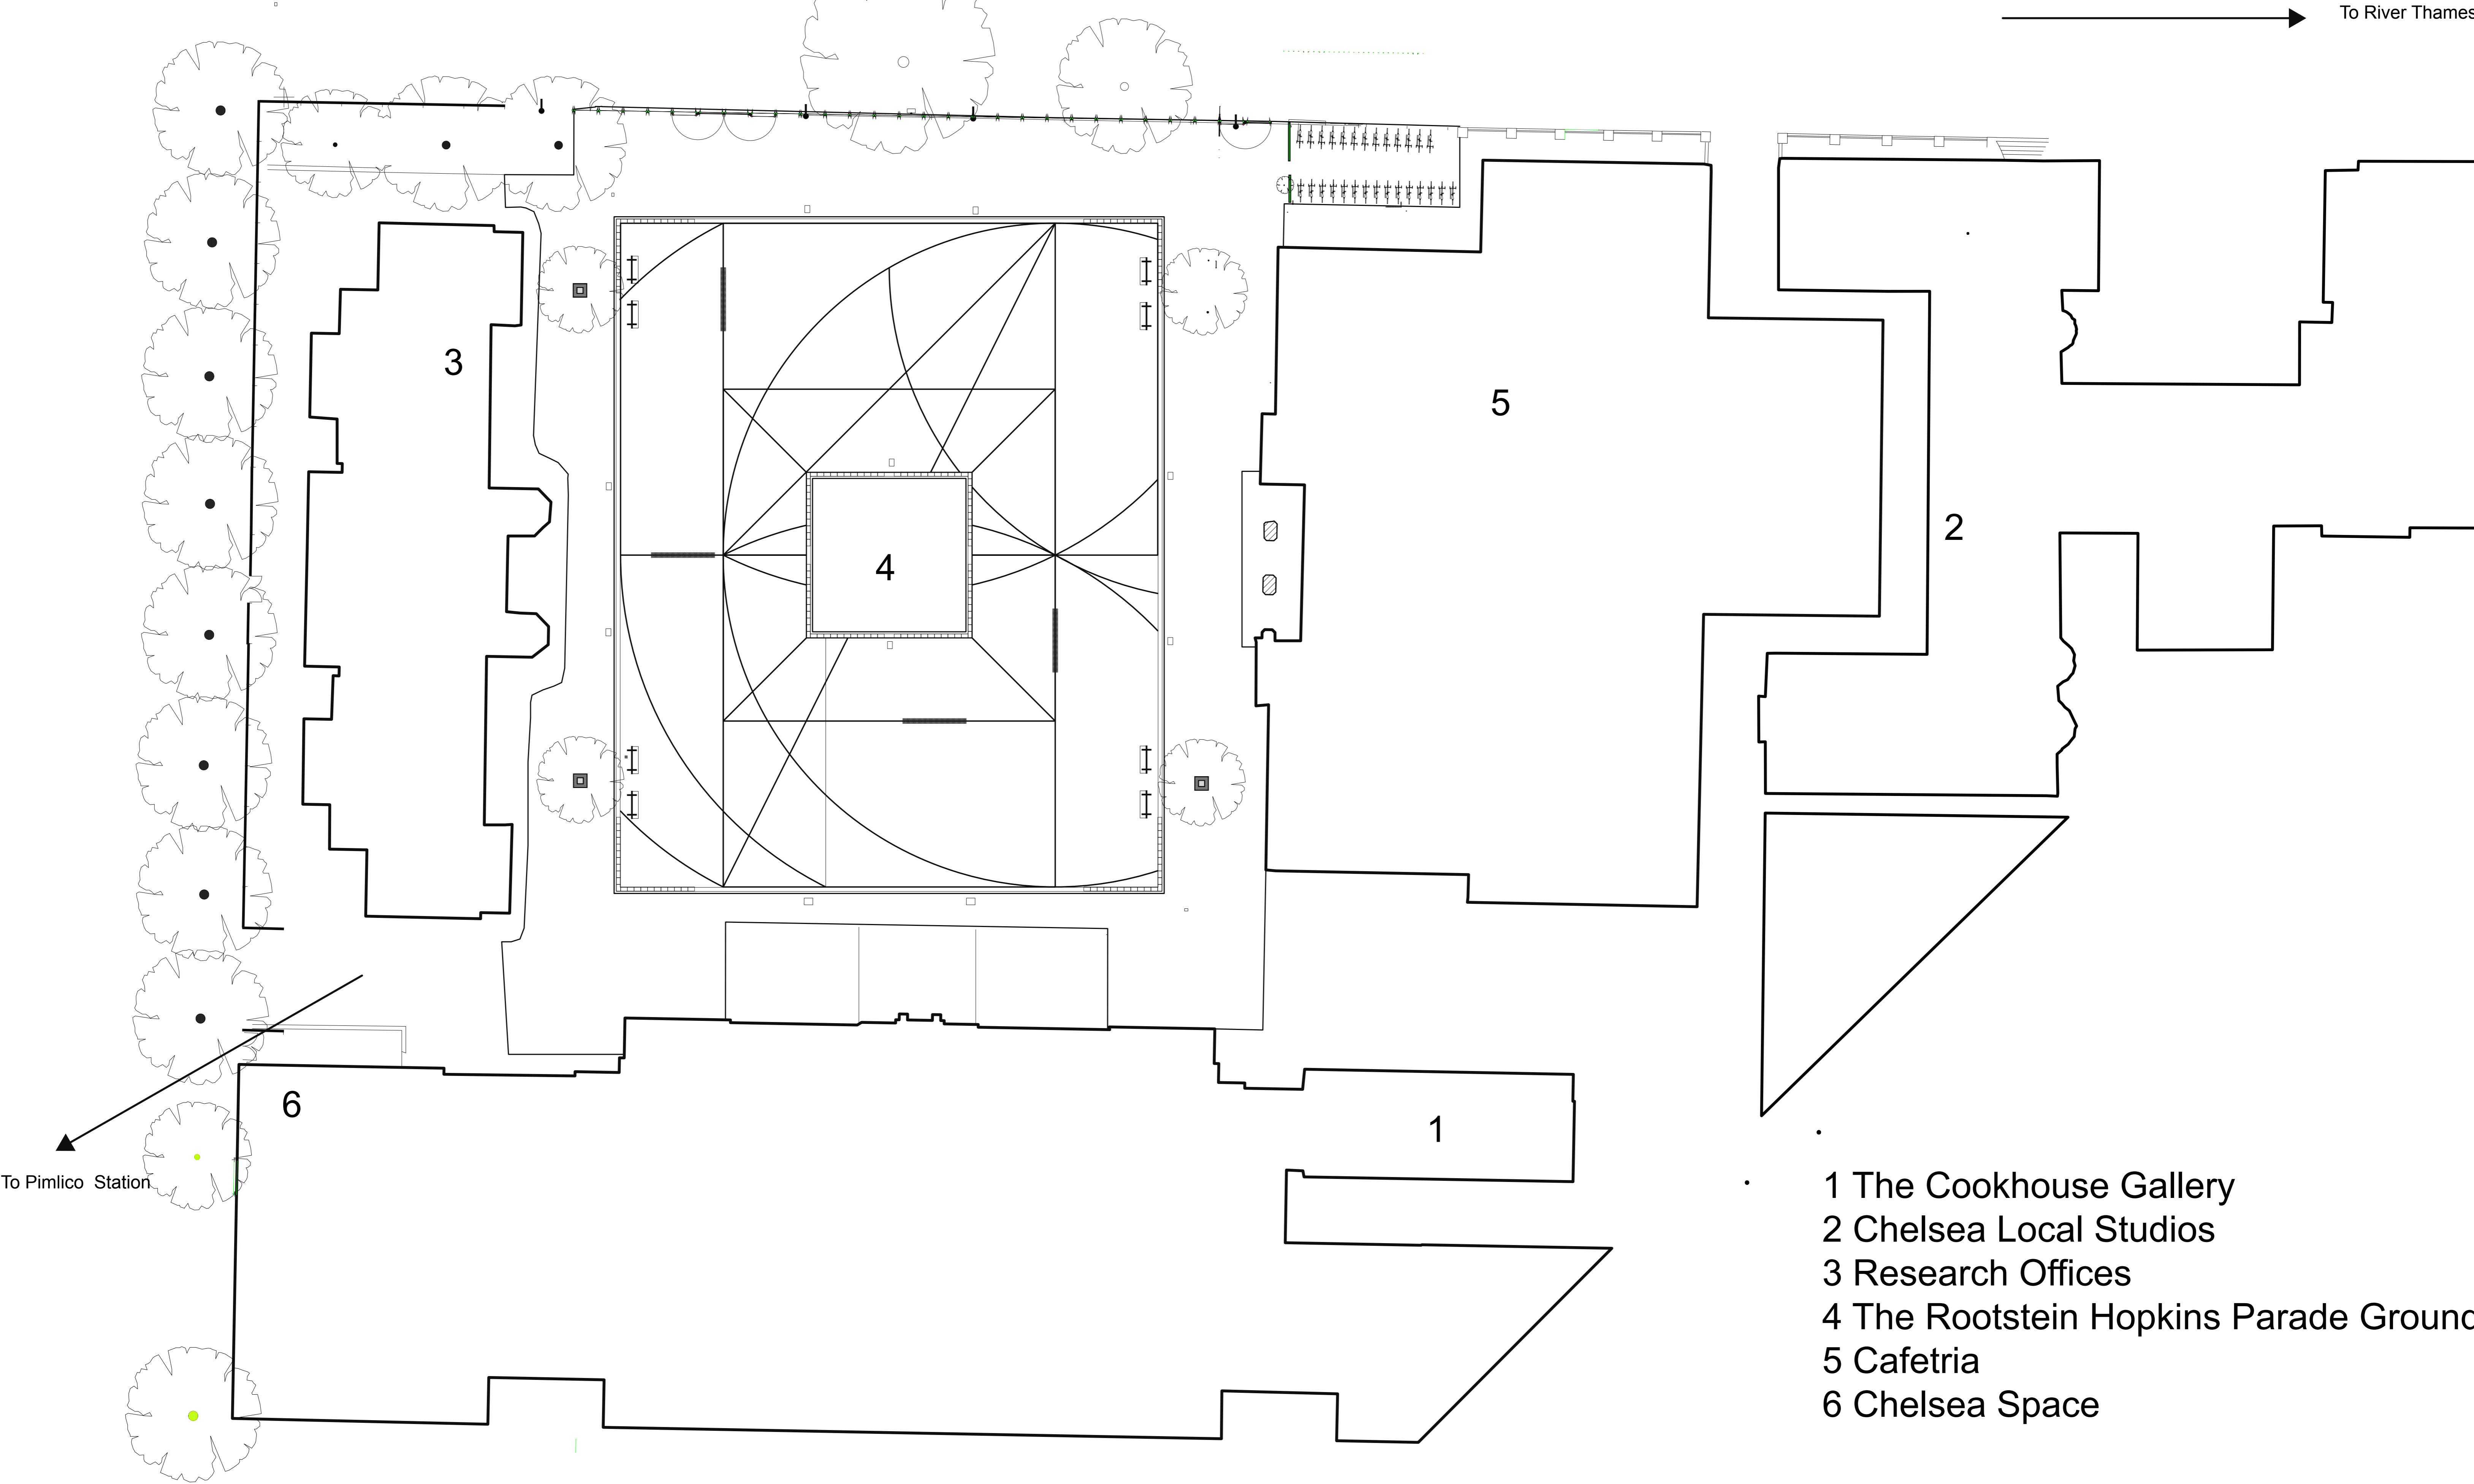 To River Thames
3
5
2
4
6
1
To Pimlico Station
1 The Cookhouse Gallery
2 Chelsea Local Studios
3 Research Offices
4 The Rootstein Hopkins Parade Ground
5 Cafetria
6 Chelsea Space